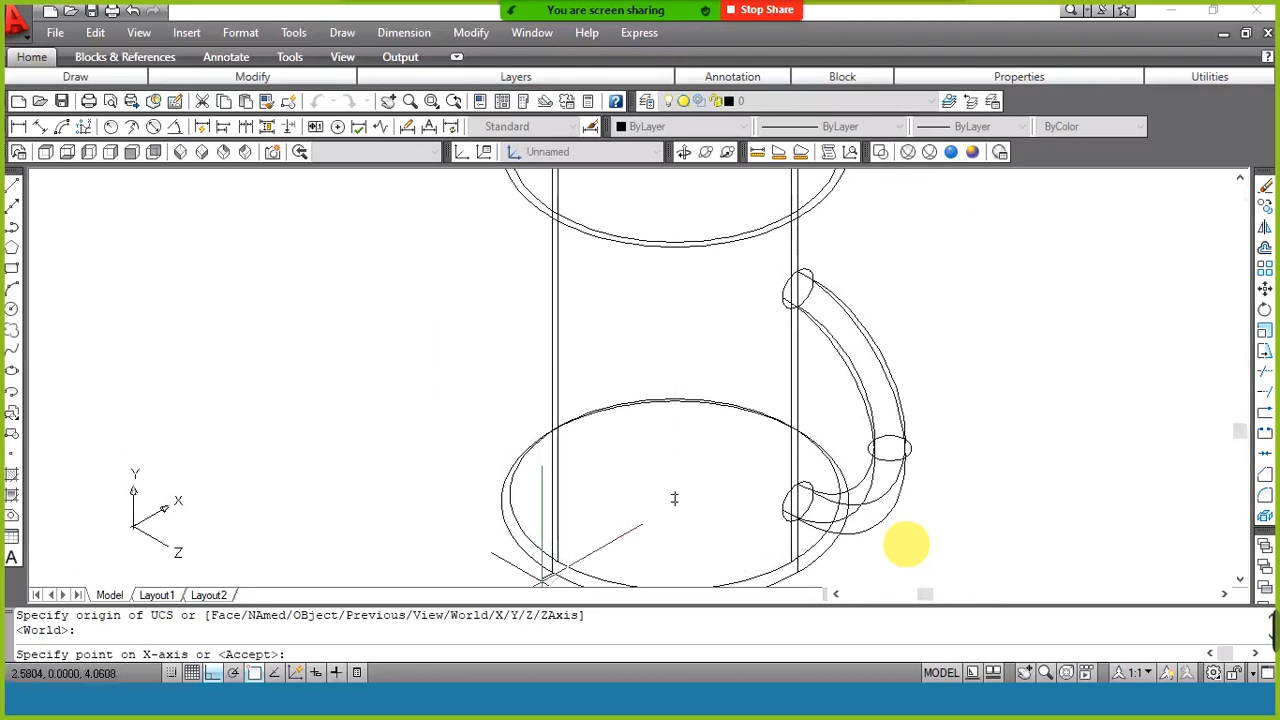 You are screen sharing
Stop Share
File Edit View Insert Format Tools Draw Dimension Modify Window Help Express
Home Blocks & References Annotate Tools View Output
Draw Modify Layers Annotation Block Properties Utilities
0
Standard ByLayer ByLayer ByLayer ByColor
Unnamed
Y
X
Z
Model Layout1 Layout2
Specify origin of UCS or [Face/NAmed/OBject/Previous/View/World/X/Y/Z/ZAxis]
<World>:
Specify point on X-axis or <Accept>:
2.5804, 0.0000, 4.0608 MODEL 1:1